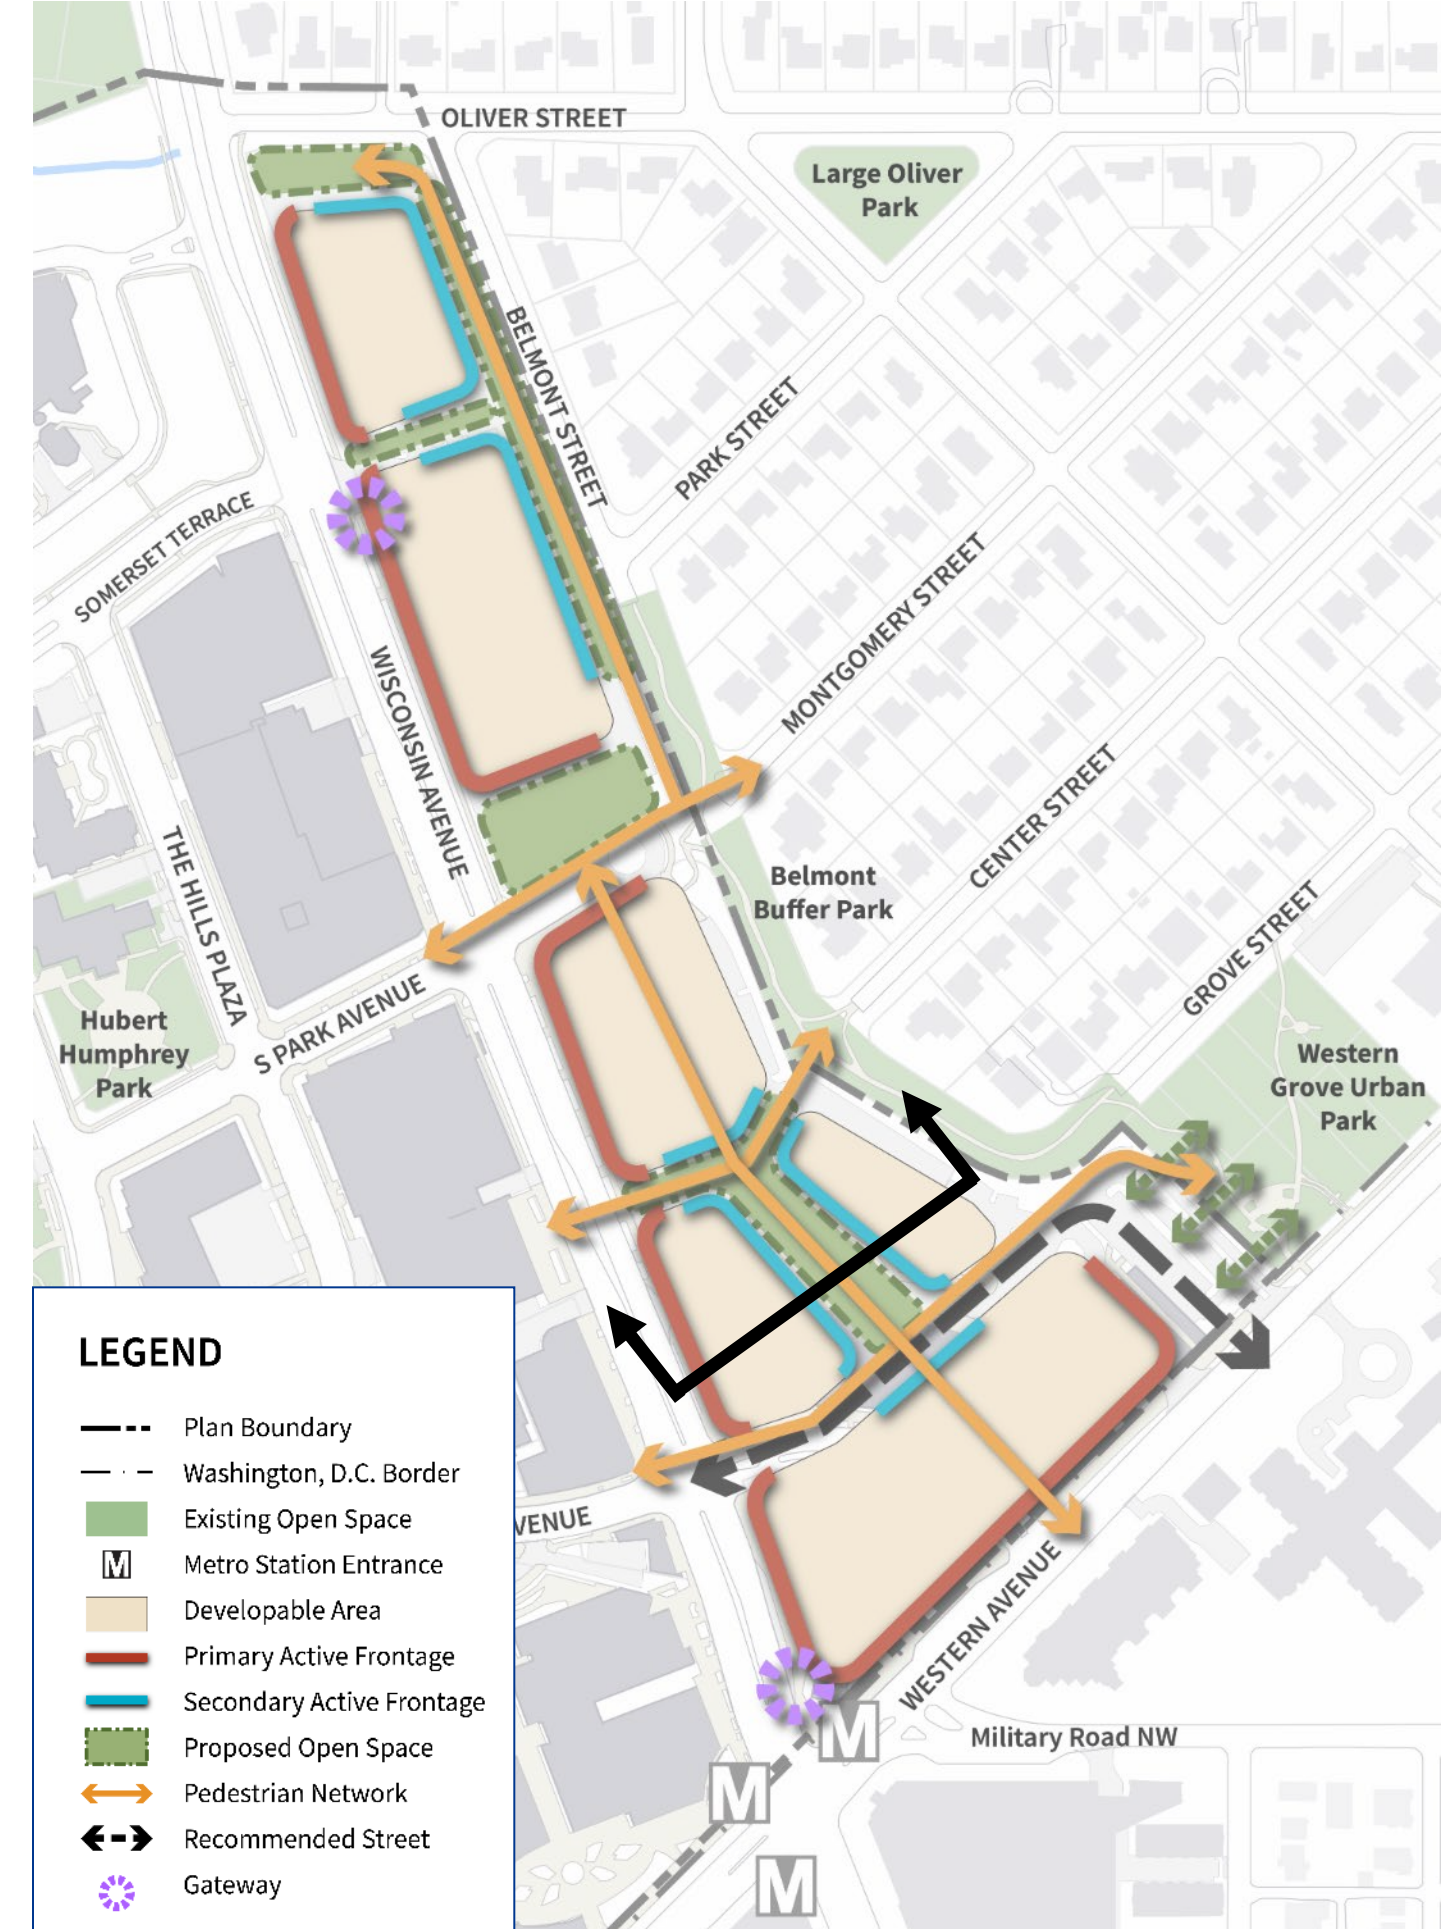 OLIVER STREET
Large Oliver
Park
BELMONT STREET
PARK STREET
SOMERSET TERRACE
MONTGOMERY STREET
WISCONSIN AVENUE
CENTER STREET
THE HILLS PLAZA
Belmont
Buffer Park
GROVE STREET
S PARK AVENUE
Hubert
Humphrey
Park
Western
Grove Urban
Park
VENUE
WESTERN AVENUE
Military Road NW
M
M
M
LEGEND
Plan Boundary
Washington, D.C. Border
Existing Open Space
M Metro Station Entrance
Developable Area
Primary Active Frontage
Secondary Active Frontage
Proposed Open Space
Pedestrian Network
Recommended Street
Gateway